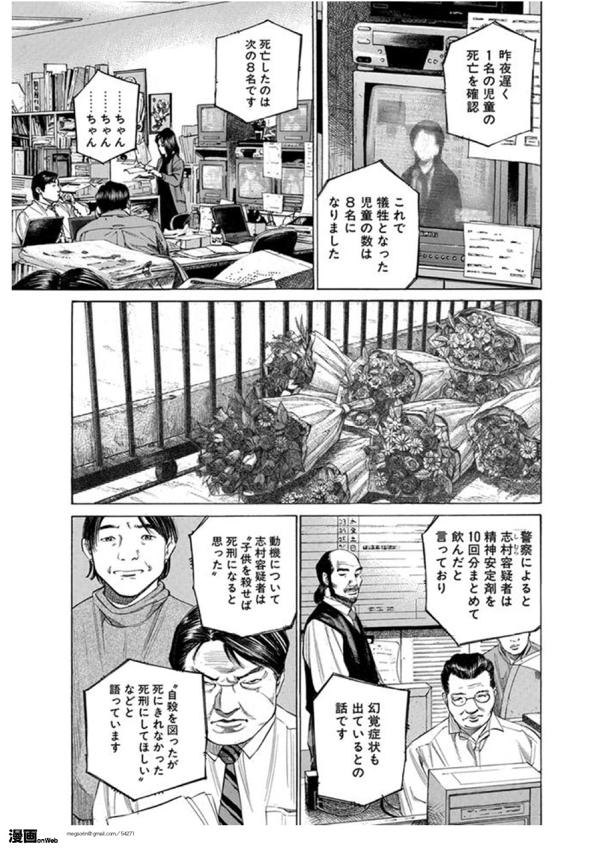 昨夜遅く
1名の児童の
死亡を確認
これで
犠牲となった
児童の数は
8名に
なりました
死亡したのは
次の8名です
……ちゃん
……ちゃん
……ちゃん
警察によると
志村容疑者は
精神安定剤を
10回分まとめて
飲んだと
言っており
幻覚症状も
出ているとの
話です
動機について
志村容疑者は
〝子供を殺せば
死刑になると
思った〟
〝自殺を図ったが
死にきれなかった
死刑にしてほしい〟
などと
語っています
漫画 on Web
megaorin@gmail.com/54271